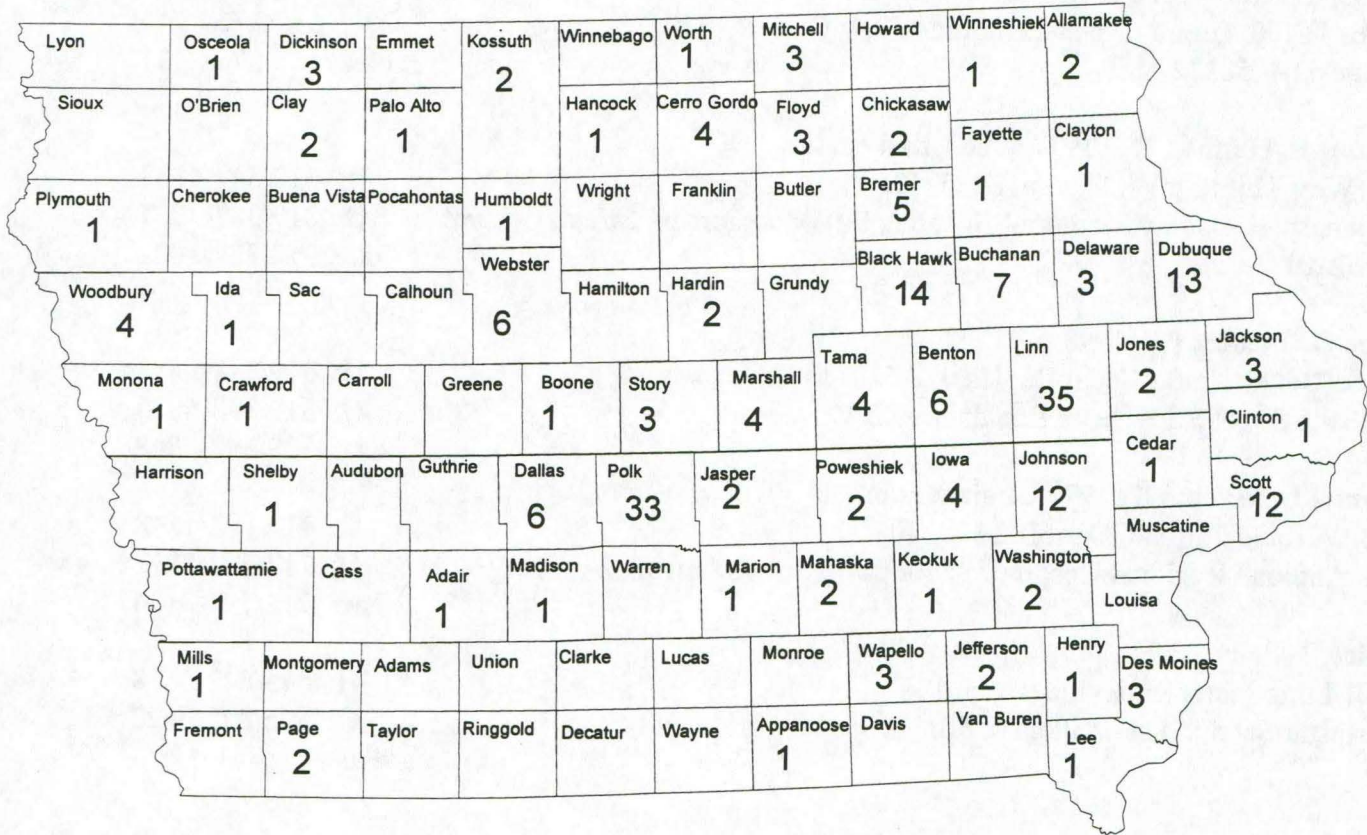 Lyon
Osceola
1
Dickinson
3
Emmet
Kossuth
2
Winnebago
Worth
1
Mitchell
3
Howard
Winneshiek
1
Allamakee
2
Sioux
O'Brien
Clay
2
Palo Alto
1
Hancock
1
Cerro Gordo
4
Floyd
3
Chickasaw
2
Fayette
1
Clayton
1
Plymouth
1
Cherokee
Buena Vista
Pocahontas
Humboldt
1
Wright
Franklin
Butler
Bremer
5
Woodbury
4
Ida
1
Sac
Calhoun
Webster
6
Hamilton
Hardin
2
Grundy
Black Hawk
14
Buchanan
7
Delaware
3
Dubuque
13
Monona
1
Crawford
1
Carroll
Greene
Boone
1
Story
3
Marshall
4
Tama
4
Benton
6
Linn
35
Jones
2
Jackson
3
Clinton
1
Cedar
1
Harrison
Shelby
1
Audubon
Guthrie
Dallas
6
Polk
33
Jasper
2
Poweshiek
2
Iowa
4
Johnson
12
Scott
12
Muscatine
Pottawattamie
1
Cass
Adair
1
Madison
1
Warren
Marion
1
Mahaska
2
Keokuk
1
Washington
2
Louisa
Mills
1
Montgomery
Adams
Union
Clarke
Lucas
Monroe
Wapello
3
Jefferson
2
Henry
1
Des Moines
3
Fremont
Page
2
Taylor
Ringgold
Decatur
Wayne
Appanoose
1
Davis
Van Buren
Lee
1